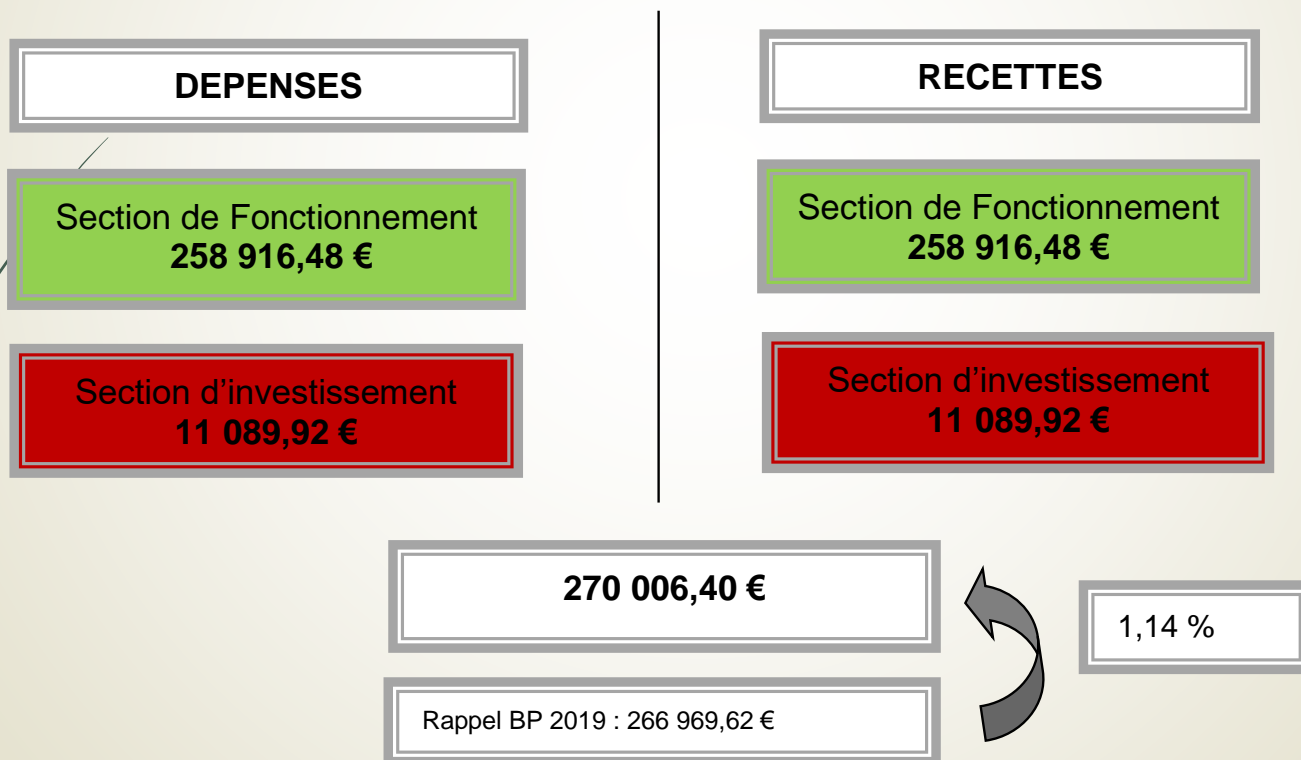 DEPENSES
Section de Fonctionnement
258 916,48 €
Section d’investissement
11 089,92 €
RECETTES
Section de Fonctionnement
258 916,48 €
Section d’investissement
11 089,92 €
270 006,40 €
1,14 %
Rappel BP 2019 : 266 969,62 €